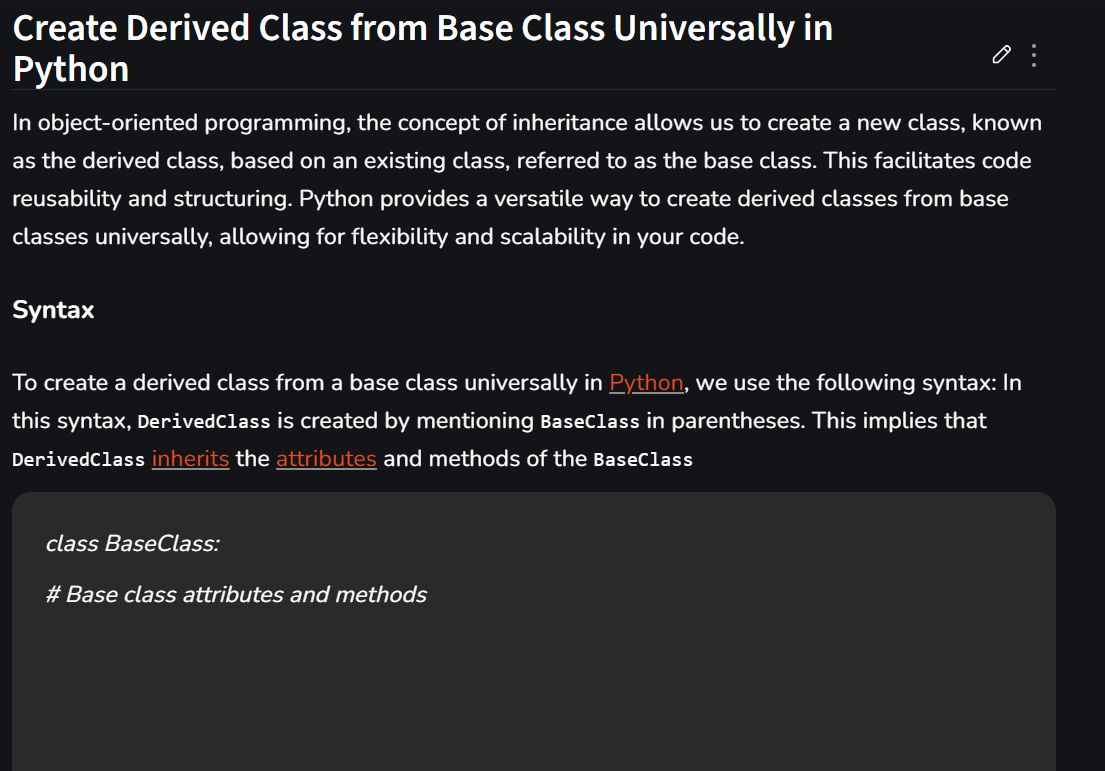 Create Derived Class from Base Class Universally in
Python
In object-oriented programming, the concept of inheritance allows us to create a new class, known
as the derived class, based on an existing class, referred to as the base class. This facilitates code
reusability and structuring. Python provides a versatile way to create derived classes from base
classes universally, allowing for flexibility and scalability in your code.
Syntax
To create a derived class from a base class universally in Python, we use the following syntax: In
this syntax, DerivedClass is created by mentioning BaseClass in parentheses. This implies that
DerivedClass inherits the attributes and methods of the BaseClass
class BaseClass:
# Base class attributes and methods